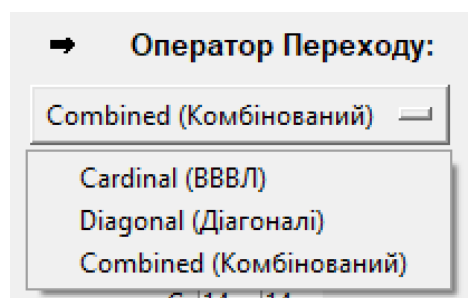 ➡ Оператор Переходу:
Combined (Комбінований)
Cardinal (ВВВЛ)
Diagonal (Діагоналі)
Combined (Комбінований)